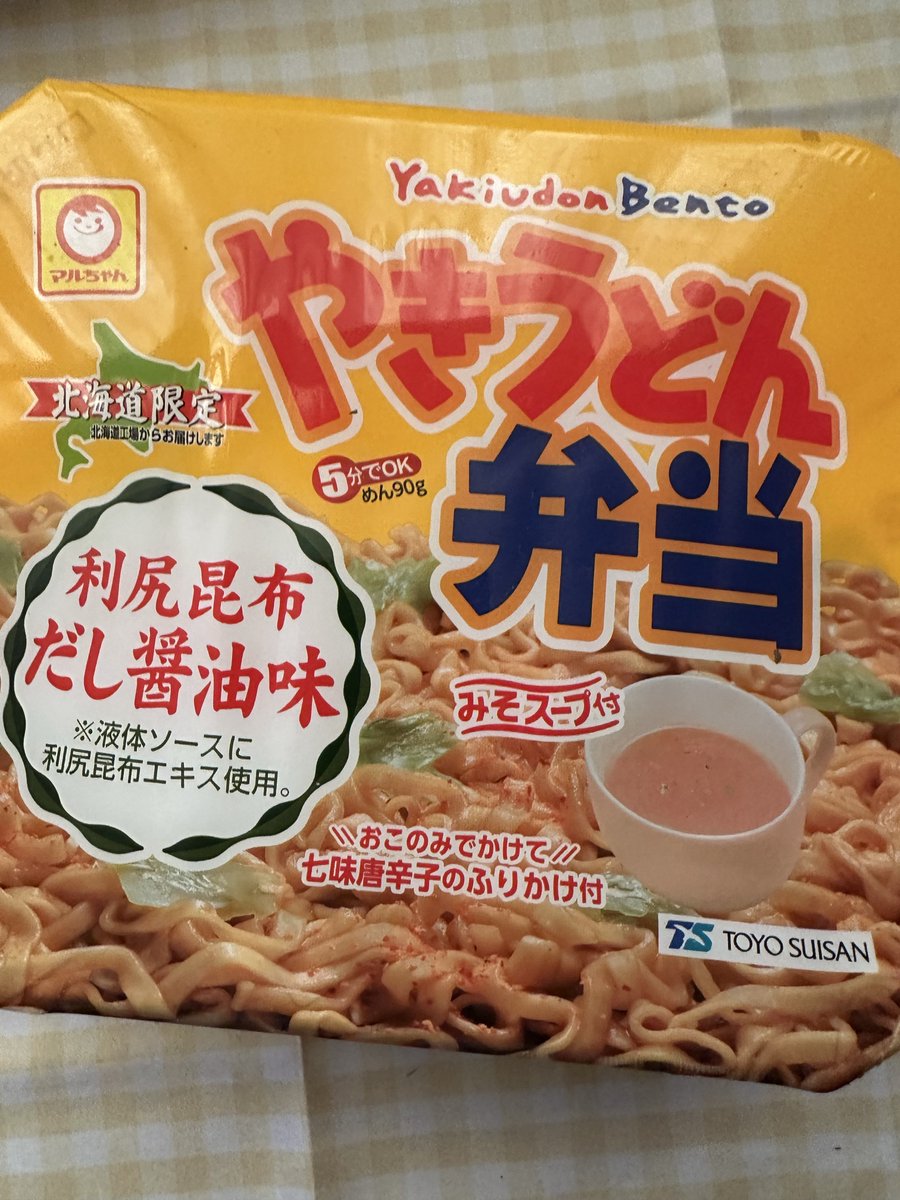 Yakiudon Bento
マルちゃん
やきうどん
弁当
北海道限定
北海道工場からお届けします
5分でOK
めん90g
利尻昆布
だし醤油味
※液体ソースに
利尻昆布エキス使用。
みそスープ付
\\おこのみでかけて//
七味唐辛子のふりかけ付
TS TOYO SUISAN